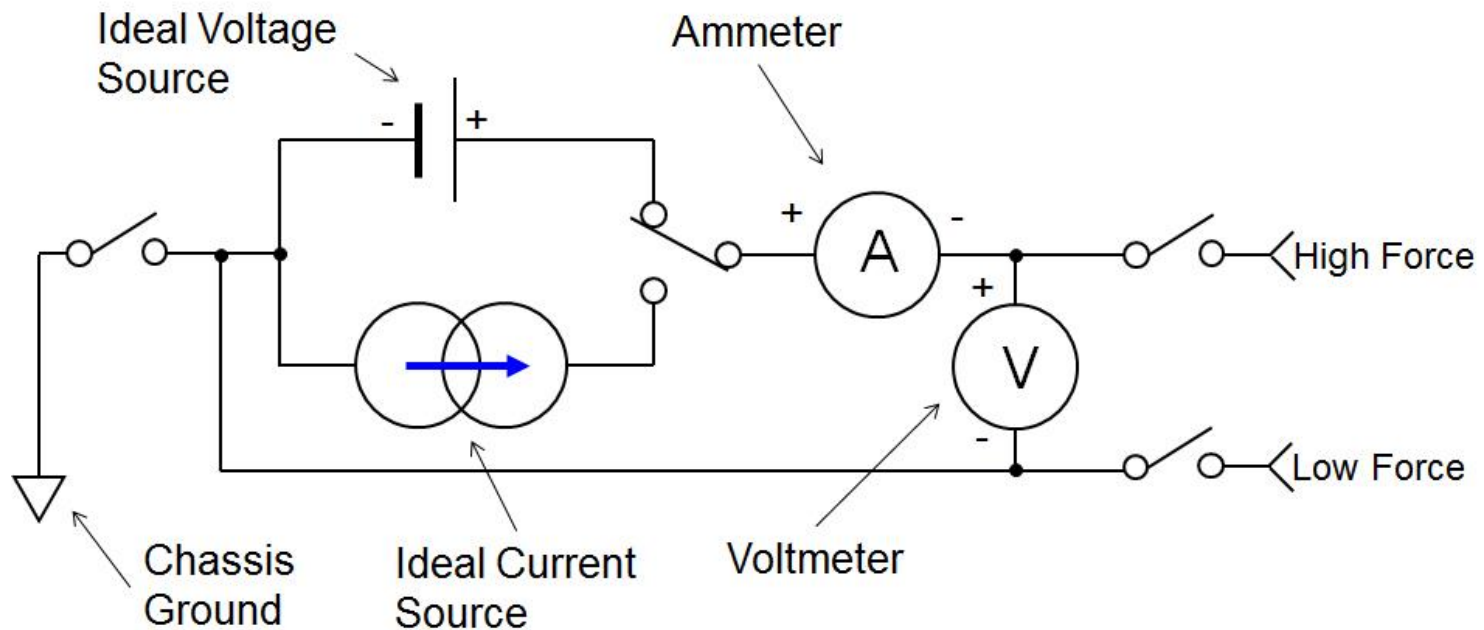 Ideal Voltage
Source
Ammeter
- +
+ -
A
High Force
+
V
-
Low Force
Chassis
Ground
Ideal Current
Source
Voltmeter